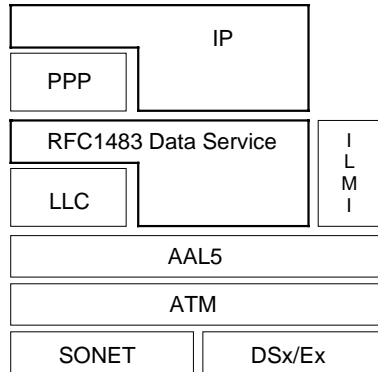 IP
PPP
RFC1483 Data Service
I
L
M
I
LLC
AAL5
ATM
SONET
DSx/Ex